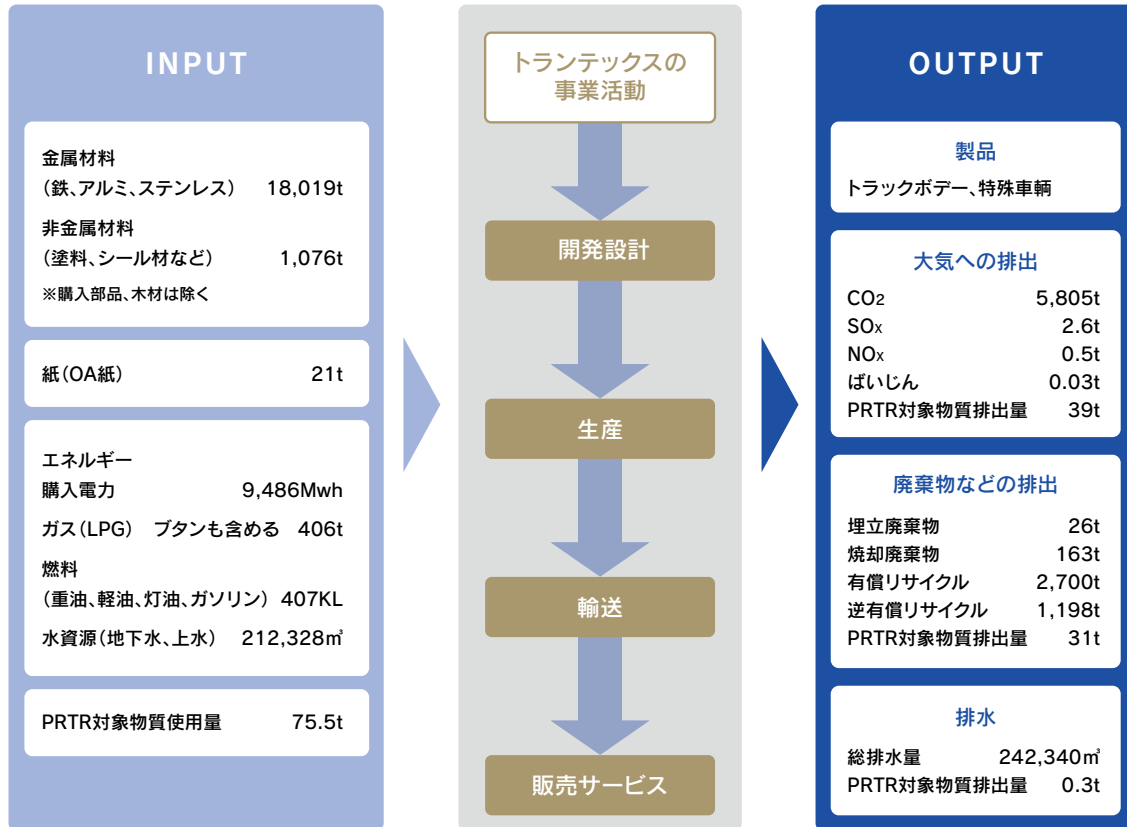 INPUT
金属材料
（鉄、アルミ、ステンレス） 18,019t
非金属材料
（塗料、シール材など） 1,076t
※購入部品、木材は除く
紙（OA紙） 21t
エネルギー
購入電力 9,486Mwh
ガス（LPG） ブタンも含める 406t
燃料
（重油、軽油、灯油、ガソリン） 407KL
水資源（地下水、上水） 212,328㎥
PRTR対象物質使用量 75.5t
トランテックスの
事業活動
開発設計
生産
輸送
販売サービス
OUTPUT
製品
トラックボデー、特殊車輌
大気への排出
CO2 5,805t
SOx 2.6t
NOx 0.5t
ばいじん 0.03t
PRTR対象物質排出量 39t
廃棄物などの排出
埋立廃棄物 26t
焼却廃棄物 163t
有償リサイクル 2,700t
逆有償リサイクル 1,198t
PRTR対象物質排出量 31t
排水
総排水量 242,340㎥
PRTR対象物質排出量 0.3t